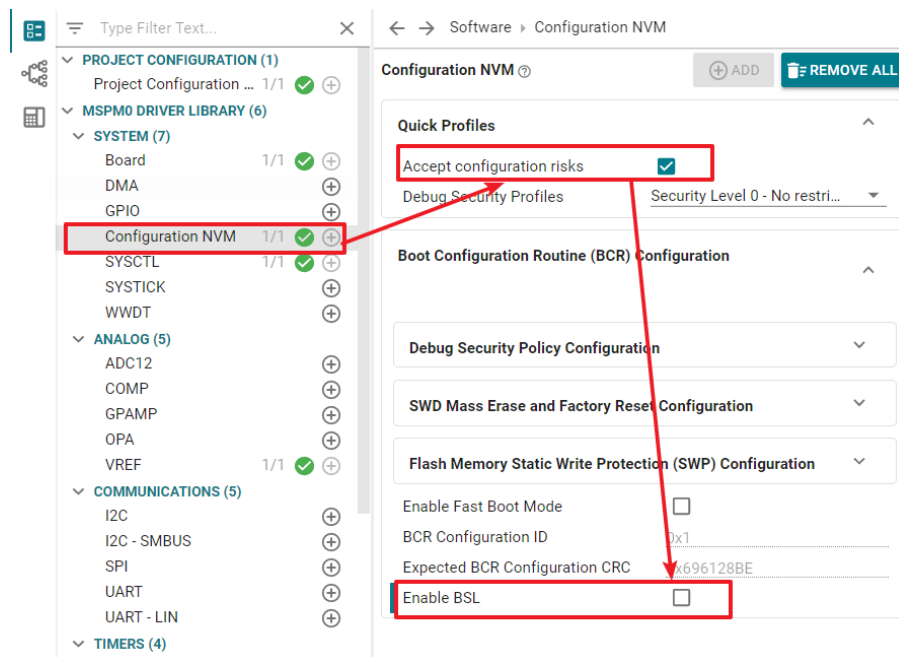 Type Filter Text...
PROJECT CONFIGURATION (1)
Project Configuration ... 1/1
MSPM0 DRIVER LIBRARY (6)
SYSTEM (7)
Board 1/1
DMA
GPIO
Configuration NVM 1/1
SYSCTL 1/1
SYSTICK
WWDT
ANALOG (5)
ADC12
COMP
GPAMP
OPA
VREF 1/1
COMMUNICATIONS (5)
I2C
I2C - SMBUS
SPI
UART
UART - LIN
TIMERS (4)
Software › Configuration NVM
Configuration NVM
ADD
REMOVE ALL
Quick Profiles
Accept configuration risks
Debug Security Profiles Security Level 0 - No restri...
Boot Configuration Routine (BCR) Configuration
Debug Security Policy Configuration
SWD Mass Erase and Factory Reset Configuration
Flash Memory Static Write Protection (SWP) Configuration
Enable Fast Boot Mode
BCR Configuration ID 0x1
Expected BCR Configuration CRC 0x696128BE
Enable BSL